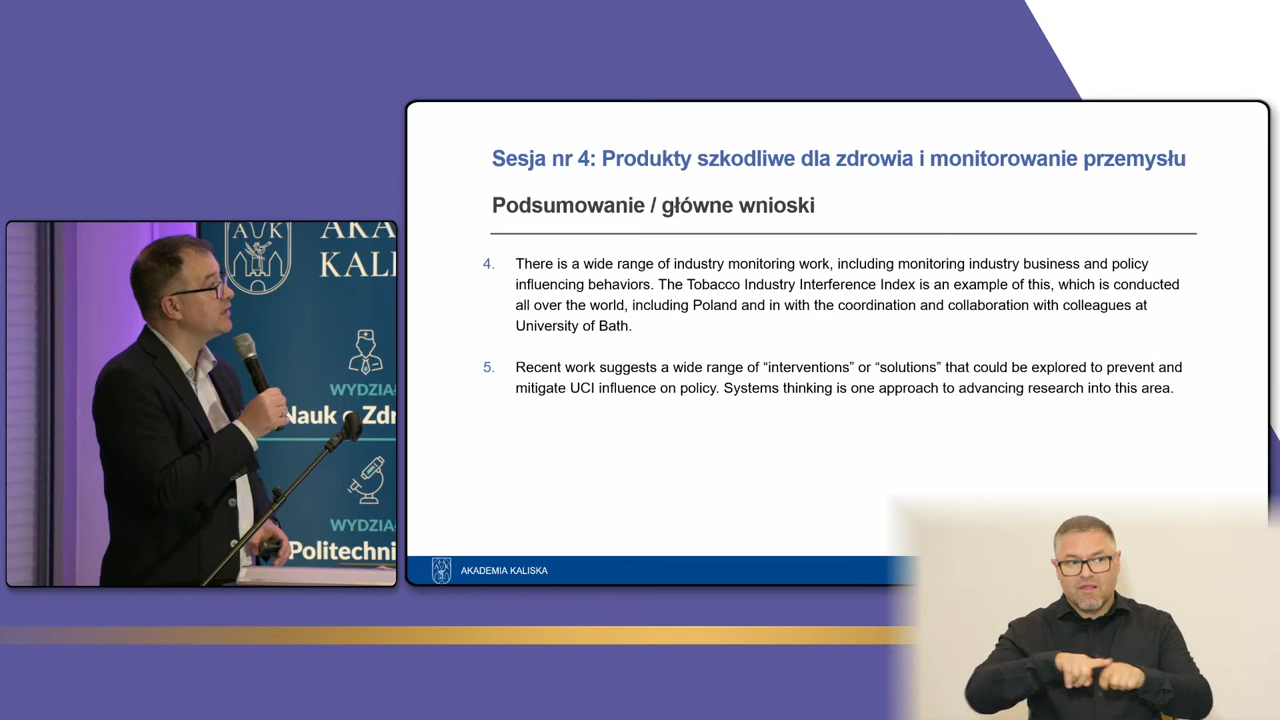 Sesja nr 4: Produkty szkodliwe dla zdrowia i monitorowanie przemysłu
Podsumowanie / główne wnioski
4. There is a wide range of industry monitoring work, including monitoring industry business and policy
influencing behaviors. The Tobacco Industry Interference Index is an example of this, which is conducted
all over the world, including Poland and in with the coordination and collaboration with colleagues at
University of Bath.
5. Recent work suggests a wide range of “interventions” or “solutions” that could be explored to prevent and
mitigate UCI influence on policy. Systems thinking is one approach to advancing research into this area.
AKADEMIA KALISKA
AUK
AKA
KALI
WYDZIA
Nauk o Zdr
WYDZIA
Politechni